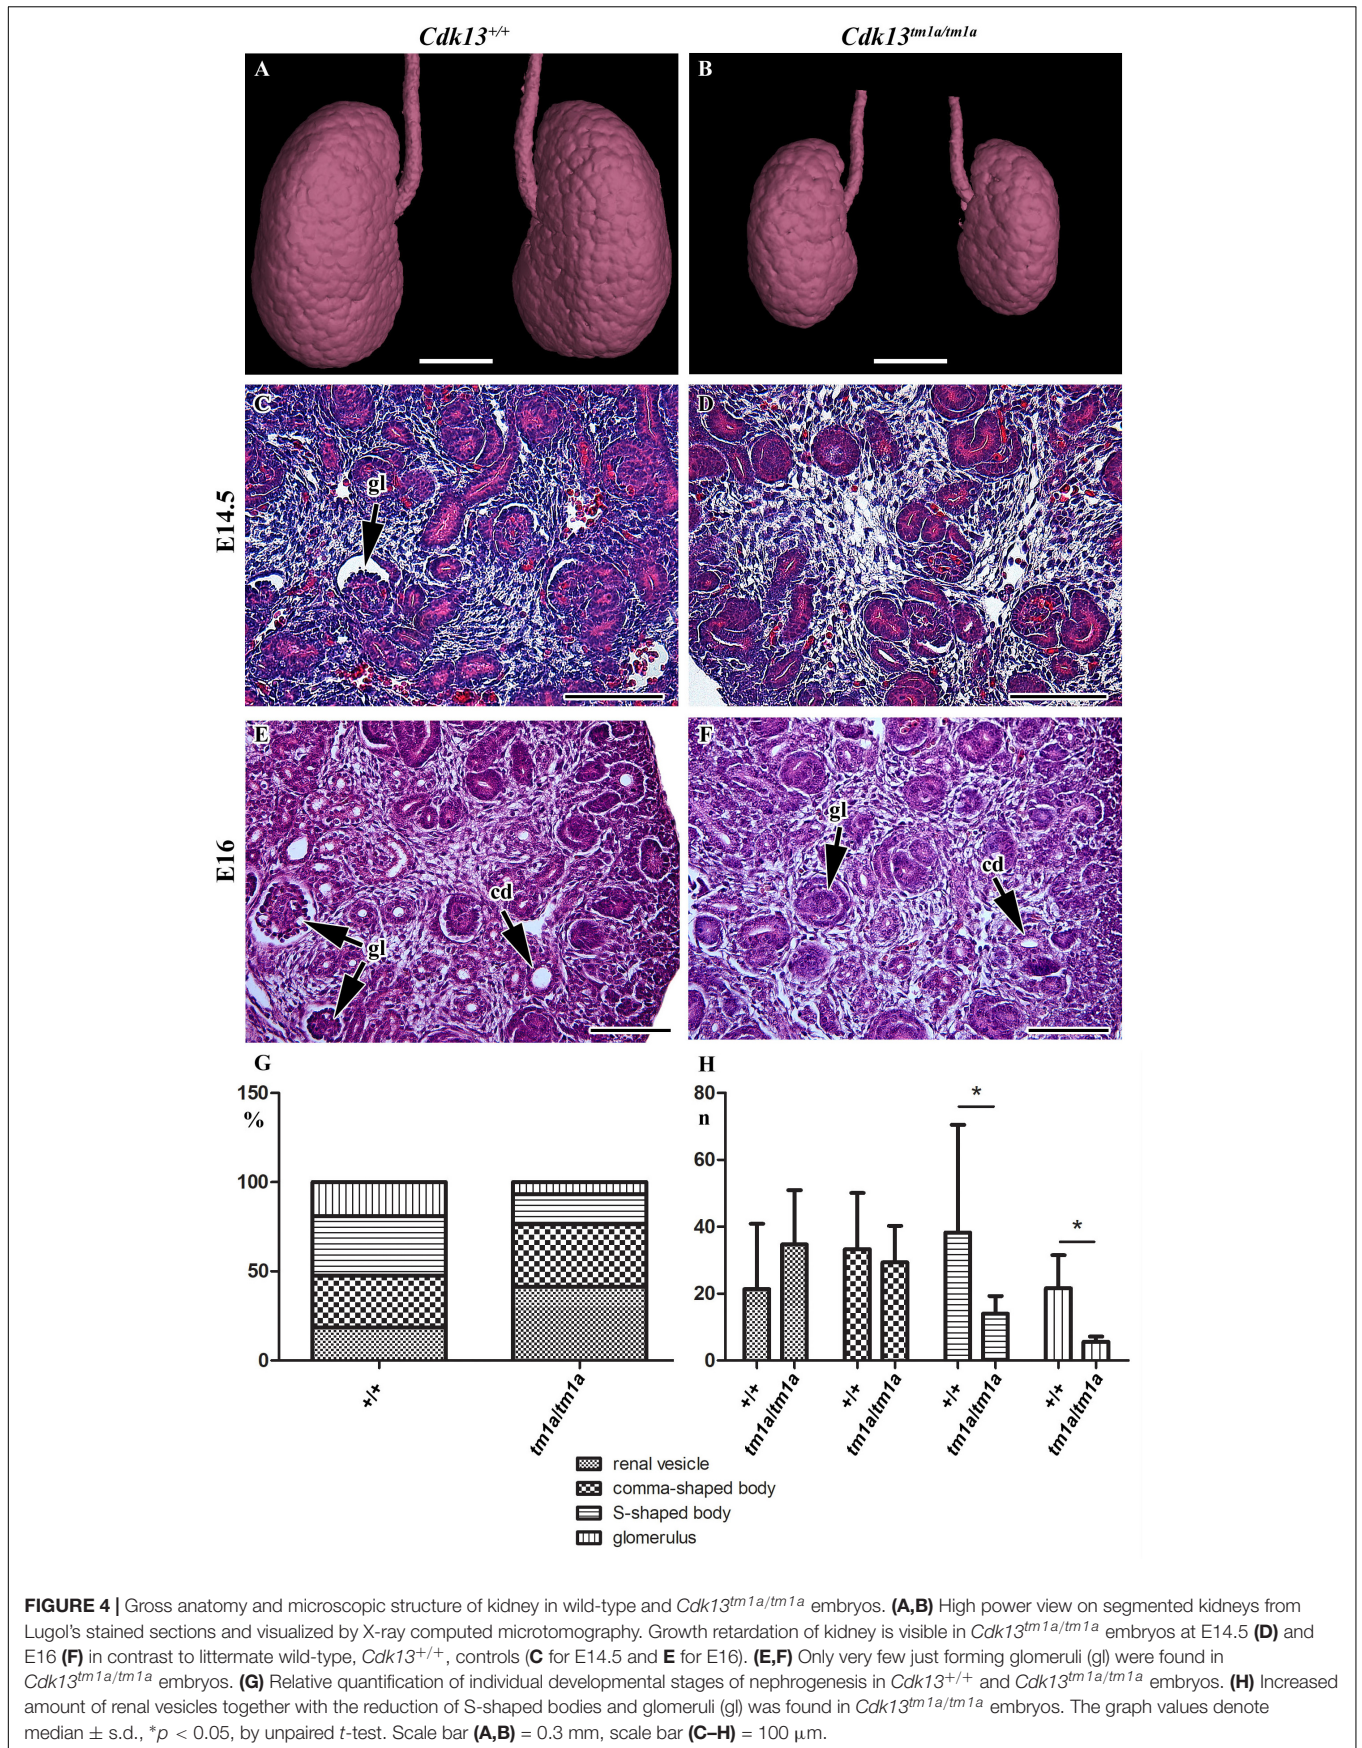 Cdk13+/+
Cdk13tm1a/tm1a
A
B
E14.5
C
gl
D
E16
E
cd
gl
F
gl
cd
G
150
%
100
50
0
+/+
tm1a/tm1a
H
80
n
60
40
20
0
*
*
+/+
tm1a/tm1a
+/+
tm1a/tm1a
+/+
tm1a/tm1a
+/+
tm1a/tm1a
renal vesicle
comma-shaped body
S-shaped body
glomerulus
FIGURE 4 | Gross anatomy and microscopic structure of kidney in wild-type and Cdk13tm1a/tm1a embryos. (A,B) High power view on segmented kidneys from
Lugol's stained sections and visualized by X-ray computed microtomography. Growth retardation of kidney is visible in Cdk13tm1a/tm1a embryos at E14.5 (D) and
E16 (F) in contrast to littermate wild-type, Cdk13+/+, controls (C for E14.5 and E for E16). (E,F) Only very few just forming glomeruli (gl) were found in
Cdk13tm1a/tm1a embryos. (G) Relative quantification of individual developmental stages of nephrogenesis in Cdk13+/+ and Cdk13tm1a/tm1a embryos. (H) Increased
amount of renal vesicles together with the reduction of S-shaped bodies and glomeruli (gl) was found in Cdk13tm1a/tm1a embryos. The graph values denote
median ± s.d., *p < 0.05, by unpaired t-test. Scale bar (A,B) = 0.3 mm, scale bar (C–H) = 100 μm.